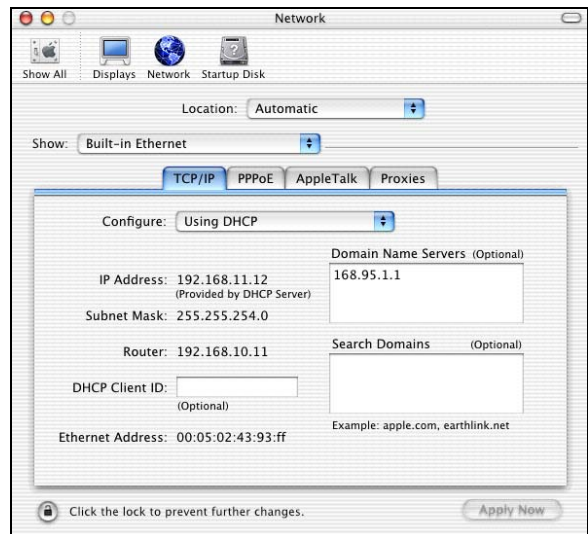 Network
Show All Displays Network Startup Disk
Location: Automatic
Show: Built-in Ethernet
TCP/IP PPPoE AppleTalk Proxies
Configure: Using DHCP
Domain Name Servers (Optional)
168.95.1.1
IP Address: 192.168.11.12
(Provided by DHCP Server)
Subnet Mask: 255.255.254.0
Router: 192.168.10.11
Search Domains (Optional)
DHCP Client ID:
(Optional)
Example: apple.com, earthlink.net
Ethernet Address: 00:05:02:43:93:ff
Click the lock to prevent further changes.
Apply Now